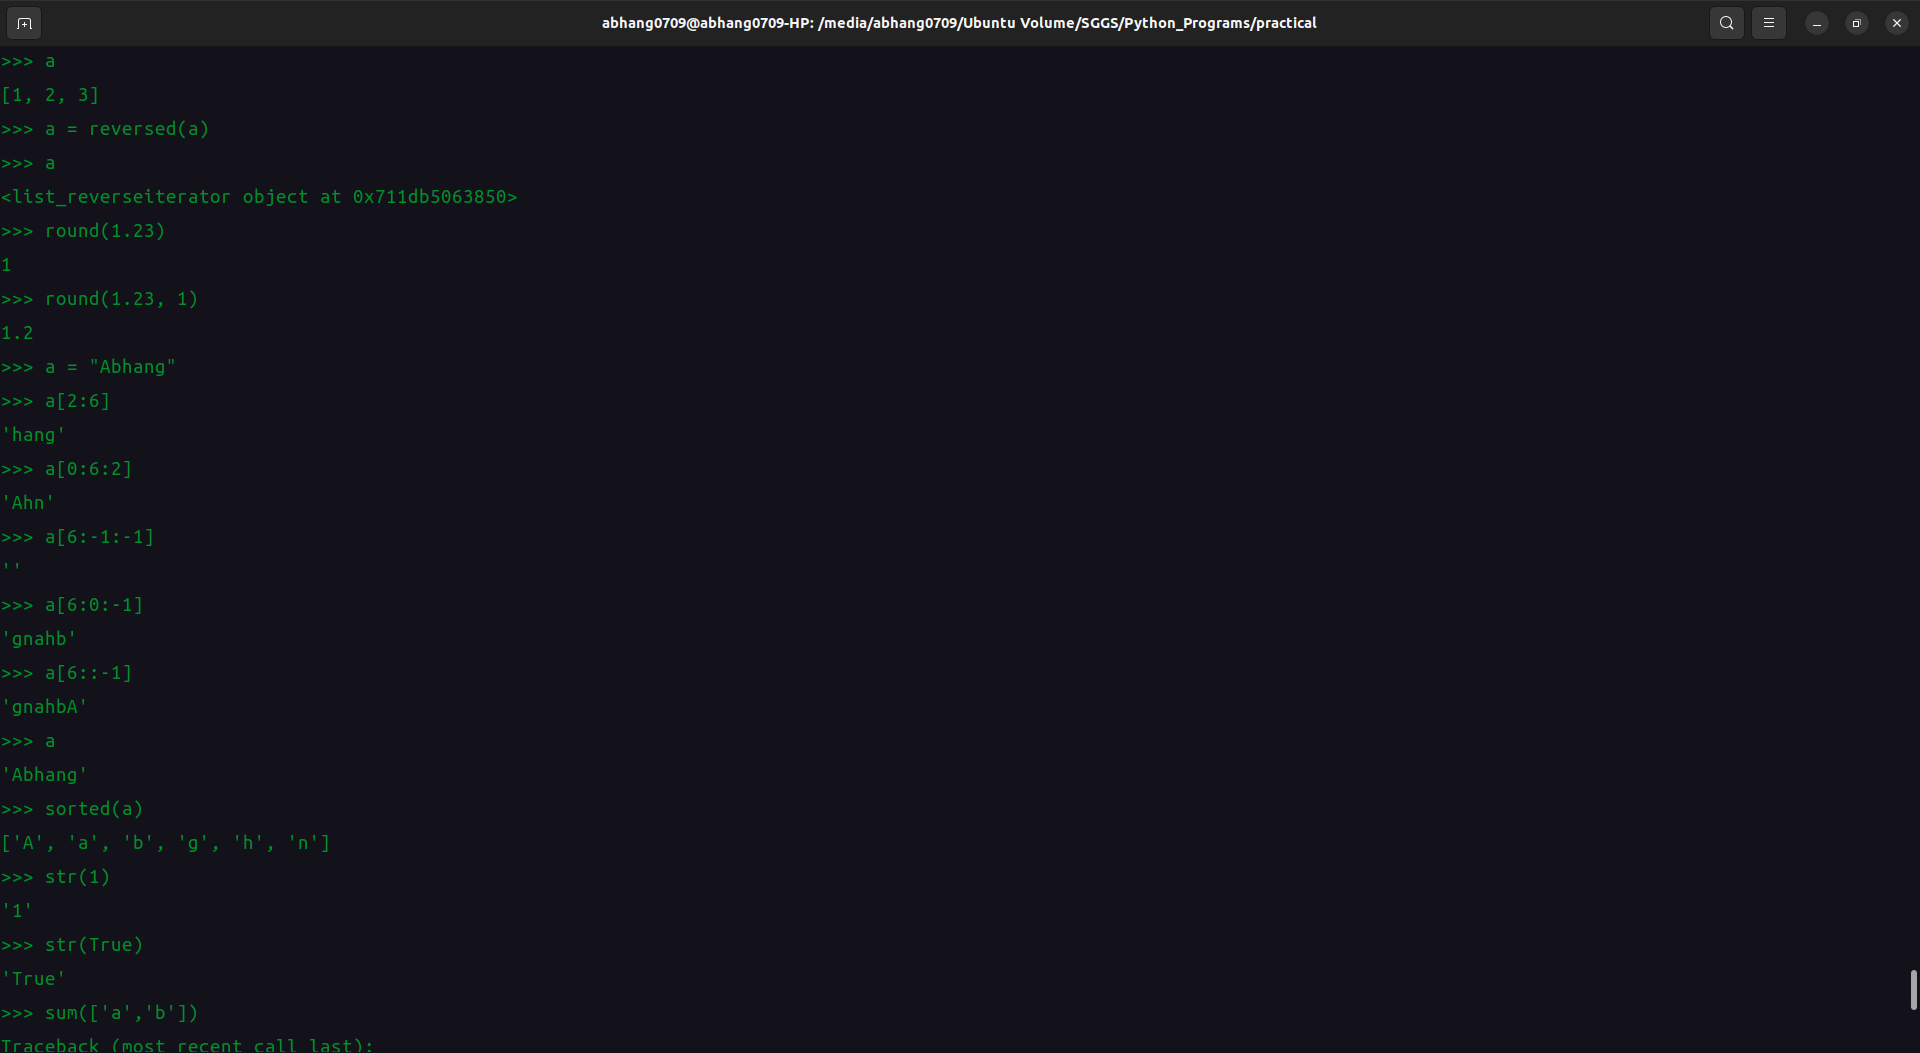 abhang0709@abhang0709-HP: /media/abhang0709/Ubuntu Volume/SGGS/Python_Programs/practical
>>> a
[1, 2, 3]
>>> a = reversed(a)
>>> a
<list_reverseiterator object at 0x711db5063850>
>>> round(1.23)
1
>>> round(1.23, 1)
1.2
>>> a = "Abhang"
>>> a[2:6]
'hang'
>>> a[0:6:2]
'Ahn'
>>> a[6:-1:-1]
''
>>> a[6:0:-1]
'gnahb'
>>> a[6::-1]
'gnahbA'
>>> a
'Abhang'
>>> sorted(a)
['A', 'a', 'b', 'g', 'h', 'n']
>>> str(1)
'1'
>>> str(True)
'True'
>>> sum(['a','b'])
Traceback (most recent call last):